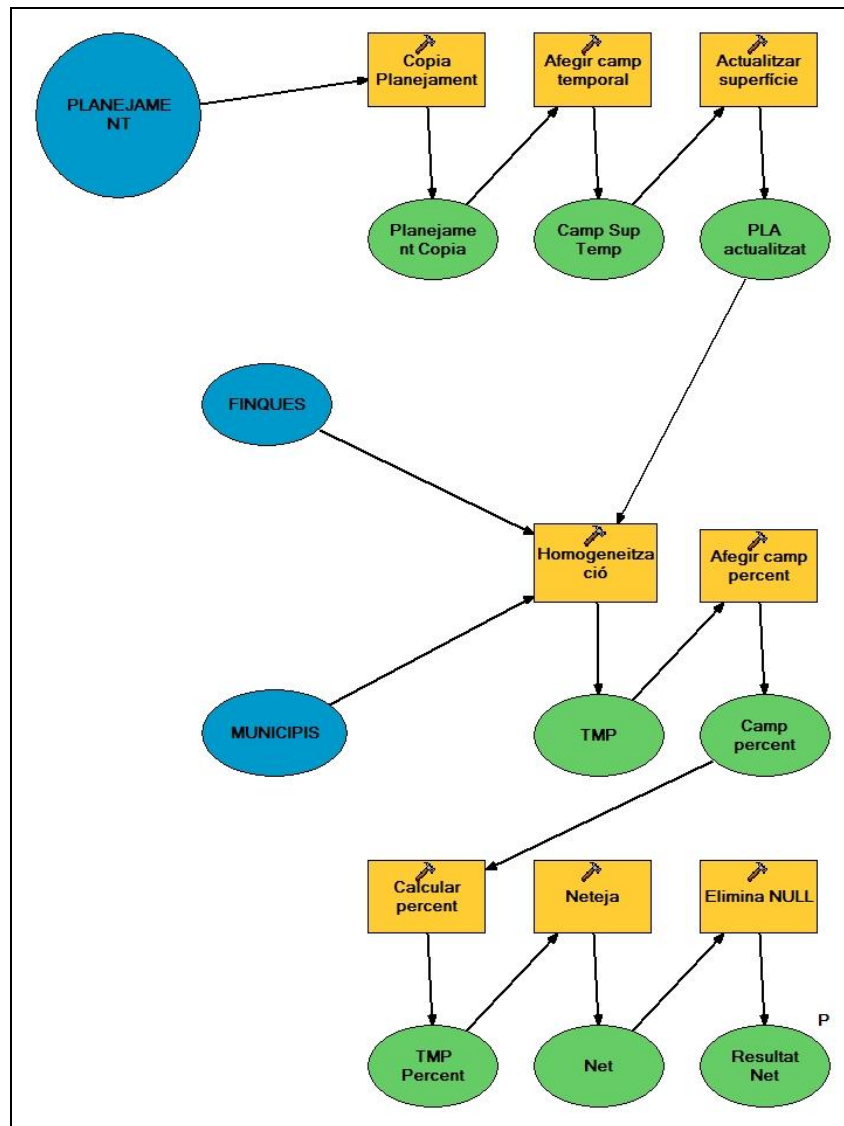 Copia
Planejament
Afegir camp
temporal
Actualitzar
superfície
PLANEJAME
NT
Planejame
nt Copia
Camp Sup
Temp
PLA
actualitzat
FINQUES
Homogeneitza
ció
Afegir camp
percent
MUNICIPIS
TMP
Camp
percent
Calcular
percent
Neteja
Elimina NULL
P
TMP
Percent
Net
Resultat
Net